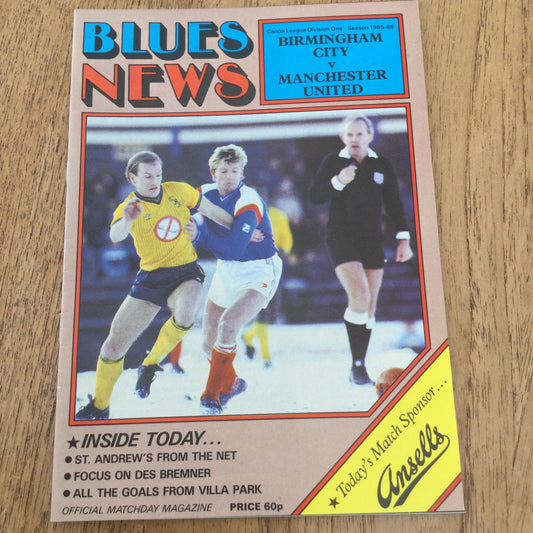 BLUES
NEWS
Canon League Division One Season 1985-86
BIRMINGHAM
CITY
v
MANCHESTER
UNITED
★INSIDE TODAY...
● ST. ANDREW'S FROM THE NET
● FOCUS ON DES BREMNER
● ALL THE GOALS FROM VILLA PARK
OFFICIAL MATCHDAY MAGAZINE PRICE 60p
★ Today's Match Sponsor...
Ansells